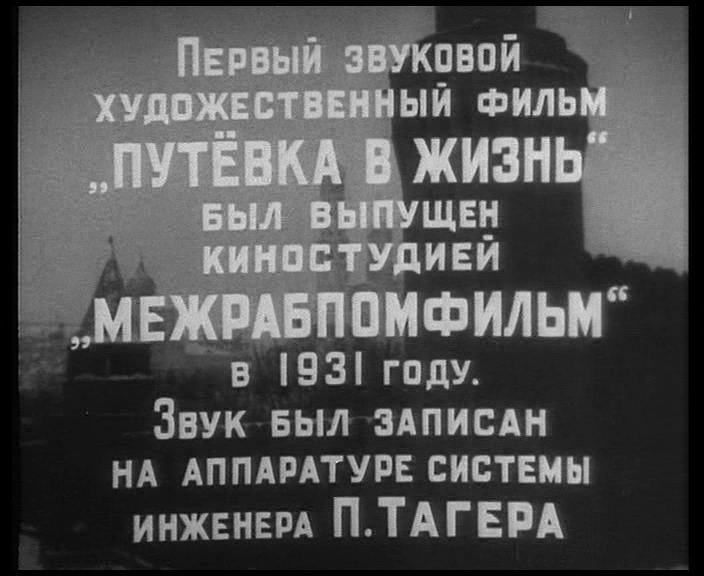 Первый звуковой
художественный фильм
„ПУТЁВКА В ЖИЗНЬ“
был выпущен
киностудией
„МЕЖРАБПОМФИЛЬМ“
в 1931 году.
Звук был записан
на аппаратуре системы
инженера П.Тагера